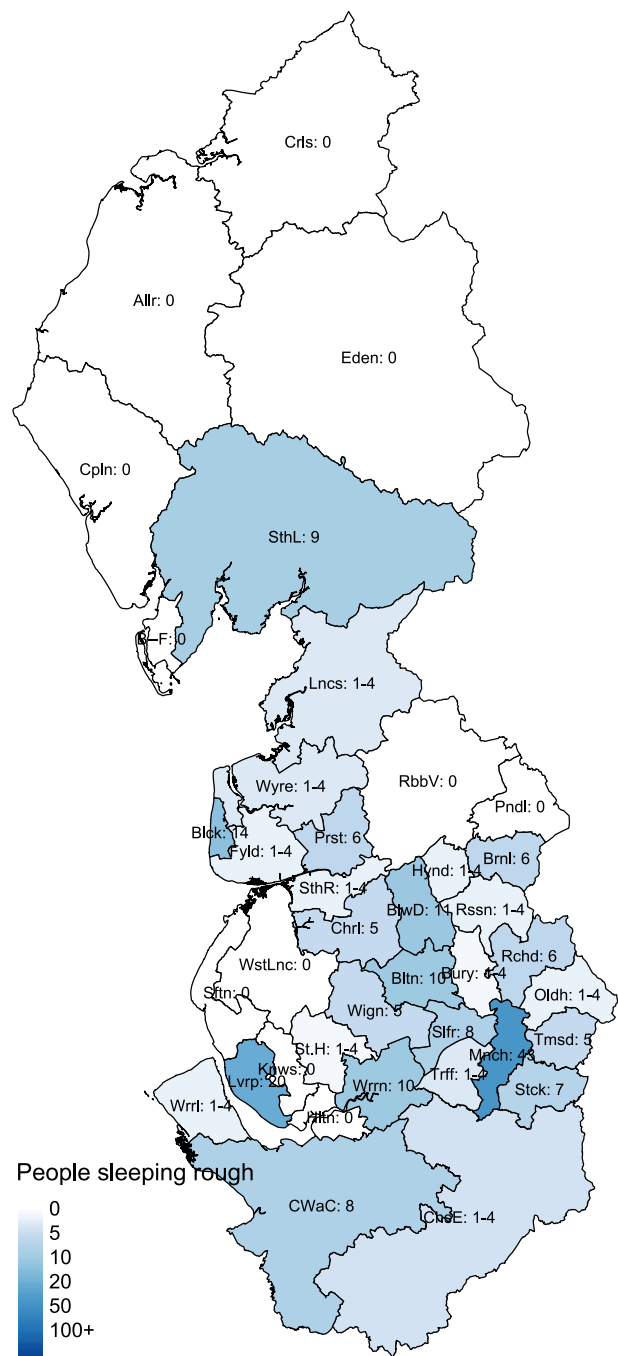 Crls: 0
Allr: 0
Eden: 0
Cpln: 0
SthL: 9
B−F: 0
Lncs: 1-4
Wyre: 1-4
RbbV: 0
Pndl: 0
Blck: 14
Fyld: 1-4
Prst: 6
Brnl: 6
Hynd: 1-4
SthR: 1-4
BlwD: 11
Rssn: 1-4
Chrl: 5
Rchd: 6
WstLnc: 0
Bltn: 10
Bury: 1-4
Sftn: 0
Oldh: 1-4
Wign: 5
Slfr: 8
Tmsd: 5
St.H: 1-4
Mnch: 43
Knws: 0
Lvrp: 20
Wrrn: 10
Trff: 1-4
Stck: 7
Wrrl: 1-4
Hltn: 0
People sleeping rough
CWaC: 8
ChsE: 1-4
0
5
10
20
50
100+